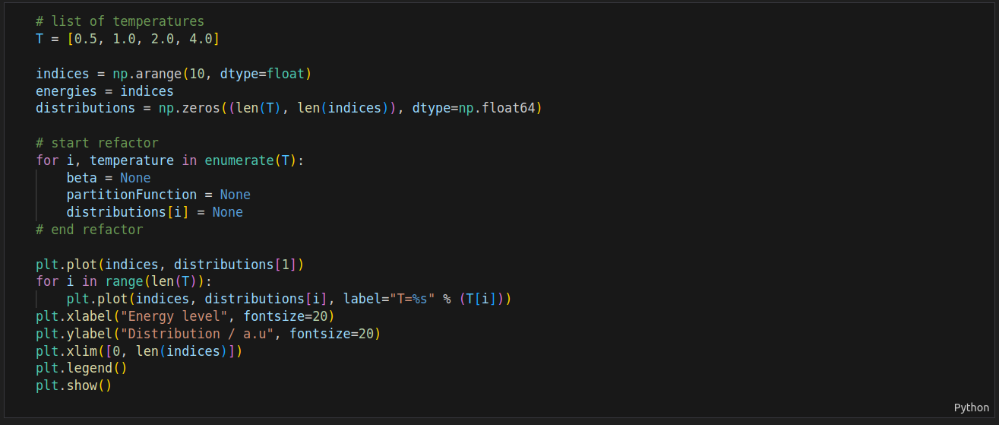 # list of temperatures
T = [0.5, 1.0, 2.0, 4.0]

indices = np.arange(10, dtype=float)
energies = indices
distributions = np.zeros((len(T), len(indices)), dtype=np.float64)

# start refactor
for i, temperature in enumerate(T):
    beta = None
    partitionFunction = None
    distributions[i] = None
# end refactor

plt.plot(indices, distributions[1])
for i in range(len(T)):
    plt.plot(indices, distributions[i], label="T=%s" % (T[i]))
plt.xlabel("Energy level", fontsize=20)
plt.ylabel("Distribution / a.u", fontsize=20)
plt.xlim([0, len(indices)])
plt.legend()
plt.show()
Python